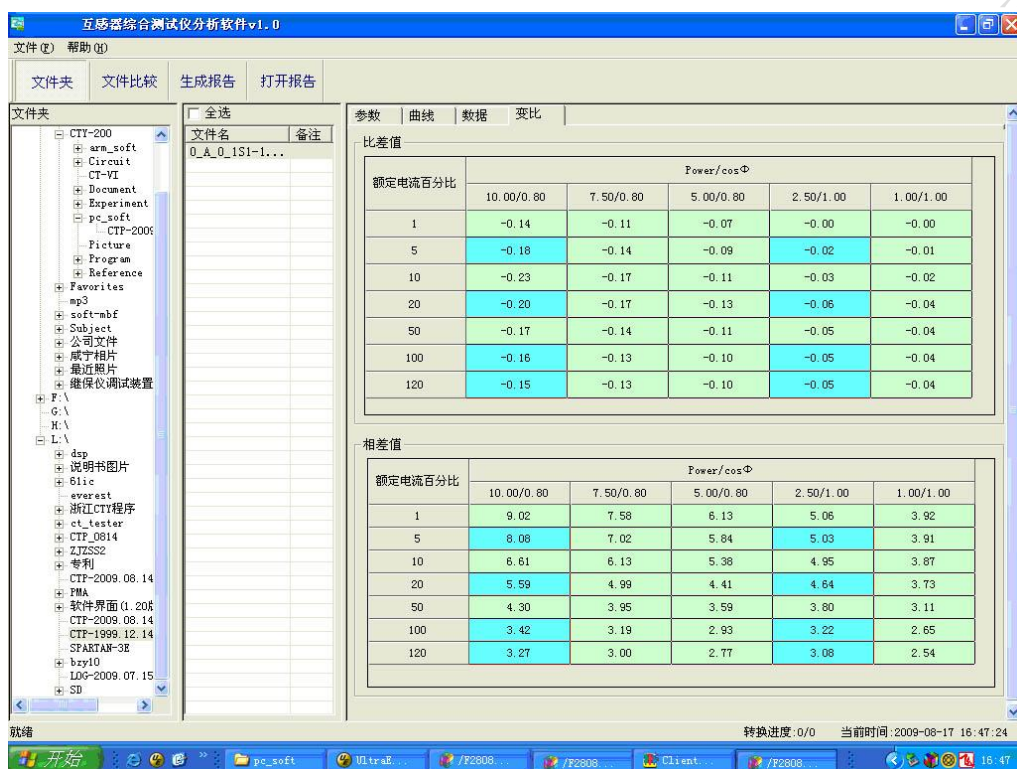 互感器综合测试仪分析软件v1.0
文件(F) 帮助(H)
文件夹 文件比较 生成报告 打开报告
文件夹
CTY-200
arm_soft
Circuit
CT-VI
Document
Experiment
pc_soft
CTP-2009
Picture
Program
Reference
Favorites
mp3
soft-mbf
Subject
公司文件
咸宁相片
最近照片
继保仪调试装置
F:\
G:\
H:\
L:\
dsp
说明书图片
61ic
everest
浙江CTY程序
ct_tester
CTP_0814
ZJZSS2
专利
CTP-2009.08.14
PMA
软件界面(1.20版
CTP-2009.08.14
CTP-1999.12.14
SPARTAN-3E
bzy10
LOG-2009.07.15
SD
全选
文件名 备注
0_A_0_1S1-1...
参数 曲线 数据 变比
比差值
额定电流百分比 Power/cosΦ
10.00/0.80 7.50/0.80 5.00/0.80 2.50/1.00 1.00/1.00
1 -0.14 -0.11 -0.07 -0.00 -0.00
5 -0.18 -0.14 -0.09 -0.02 -0.01
10 -0.23 -0.17 -0.11 -0.03 -0.02
20 -0.20 -0.17 -0.13 -0.06 -0.04
50 -0.17 -0.14 -0.11 -0.05 -0.04
100 -0.16 -0.13 -0.10 -0.05 -0.04
120 -0.15 -0.13 -0.10 -0.05 -0.04
相差值
额定电流百分比 Power/cosΦ
10.00/0.80 7.50/0.80 5.00/0.80 2.50/1.00 1.00/1.00
1 9.02 7.58 6.13 5.06 3.92
5 8.08 7.02 5.84 5.03 3.91
10 6.61 6.13 5.38 4.95 3.87
20 5.59 4.99 4.41 4.64 3.73
50 4.30 3.95 3.59 3.80 3.11
100 3.42 3.19 2.93 3.22 2.65
120 3.27 3.00 2.77 3.08 2.54
就绪 转换进度:0/0 当前时间:2009-08-17 16:47:24
开始 pc_soft UltraE... /F2808... /F2808... Client... /F2808... 16:47